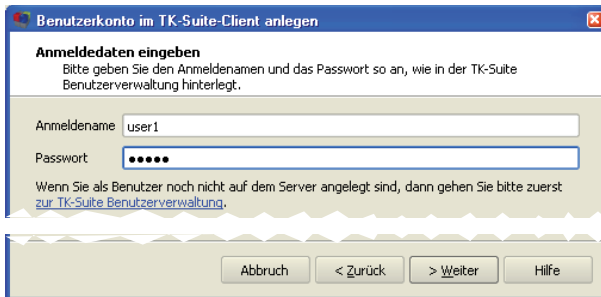 Benutzerkonto im TK-Suite-Client anlegen
Anmeldedaten eingeben
Bitte geben Sie den Anmeldenamen und das Passwort so an, wie in der TK-Suite
Benutzerverwaltung hinterlegt.
Anmeldename user1
Passwort •••••
Wenn Sie als Benutzer noch nicht auf dem Server angelegt sind, dann gehen Sie bitte zuerst
zur TK-Suite Benutzerverwaltung.
Abbruch < Zurück > Weiter Hilfe